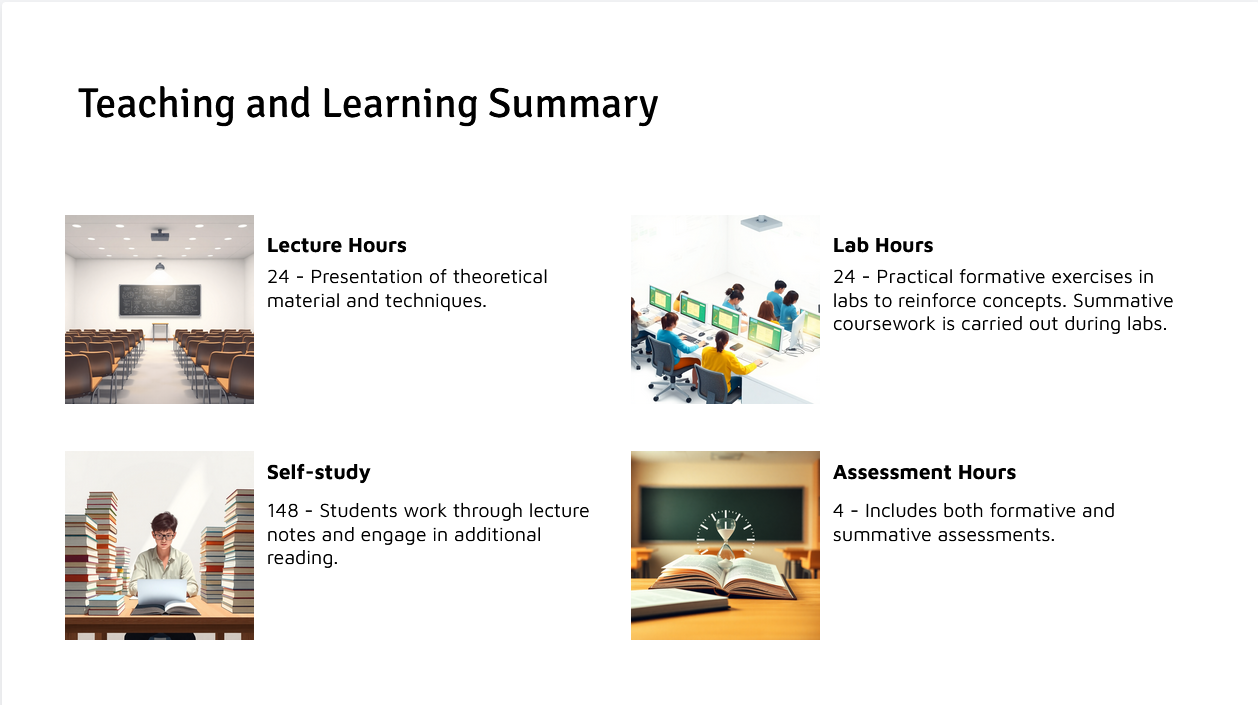 Teaching and Learning Summary
Lecture Hours
24 - Presentation of theoretical
material and techniques.
Lab Hours
24 - Practical formative exercises in
labs to reinforce concepts. Summative
coursework is carried out during labs.
Self-study
148 - Students work through lecture
notes and engage in additional
reading.
Assessment Hours
4 - Includes both formative and
summative assessments.